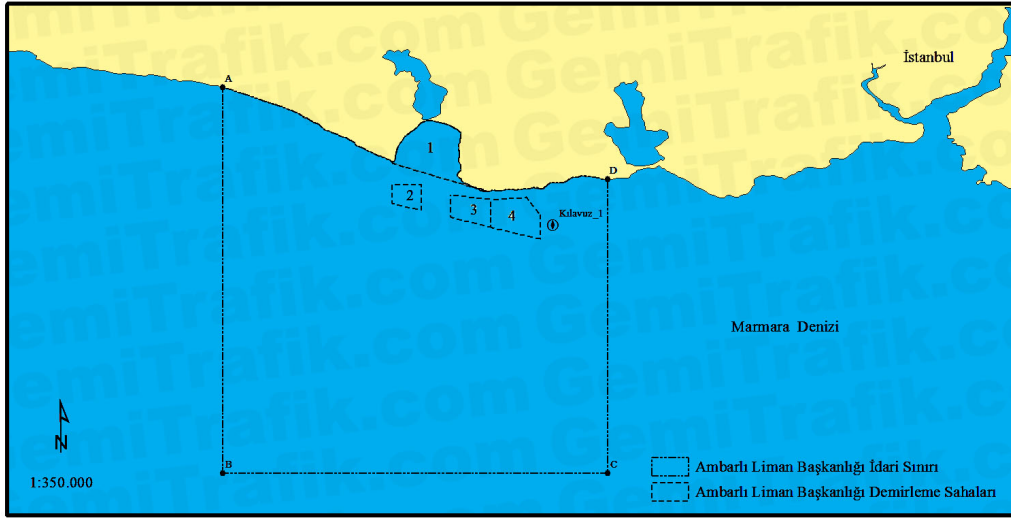 İstanbul
A
1
D
2
3
4
Kılavuz_1
Marmara Denizi
N
B
C
1:350.000
Ambarlı Liman Başkanlığı İdari Sınırı
Ambarlı Liman Başkanlığı Demirleme Sahaları
GemiTrafik.com